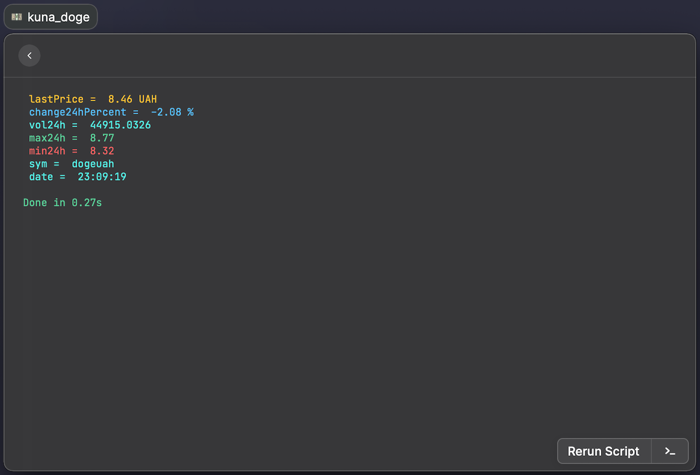 kuna_doge
lastPrice = 8.46 UAH
change24hPercent = -2.08 %
vol24h = 44915.0326
max24h = 8.77
min24h = 8.32
sym = dogeuah
date = 23:09:19
Done in 0.27s
Rerun Script